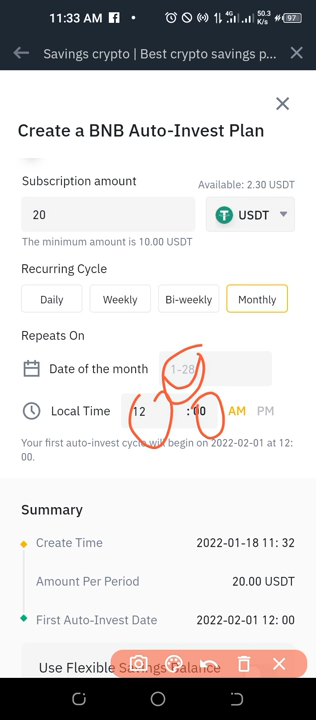 11:33 AM
4G
50.3 K/s
97
Savings crypto | Best crypto savings p...
Create a BNB Auto-Invest Plan
Subscription amount
Available: 2.30 USDT
20
USDT
The minimum amount is 10.00 USDT
Recurring Cycle
Daily
Weekly
Bi-weekly
Monthly
Repeats On
Date of the month
1-28
Local Time
12
:00
AM
PM
Your first auto-invest cycle will begin on 2022-02-01 at 12:
00.
Summary
Create Time
2022-01-18 11: 32
Amount Per Period
20.00 USDT
First Auto-Invest Date
2022-02-01 12: 00
Use Flexible Savings Balance